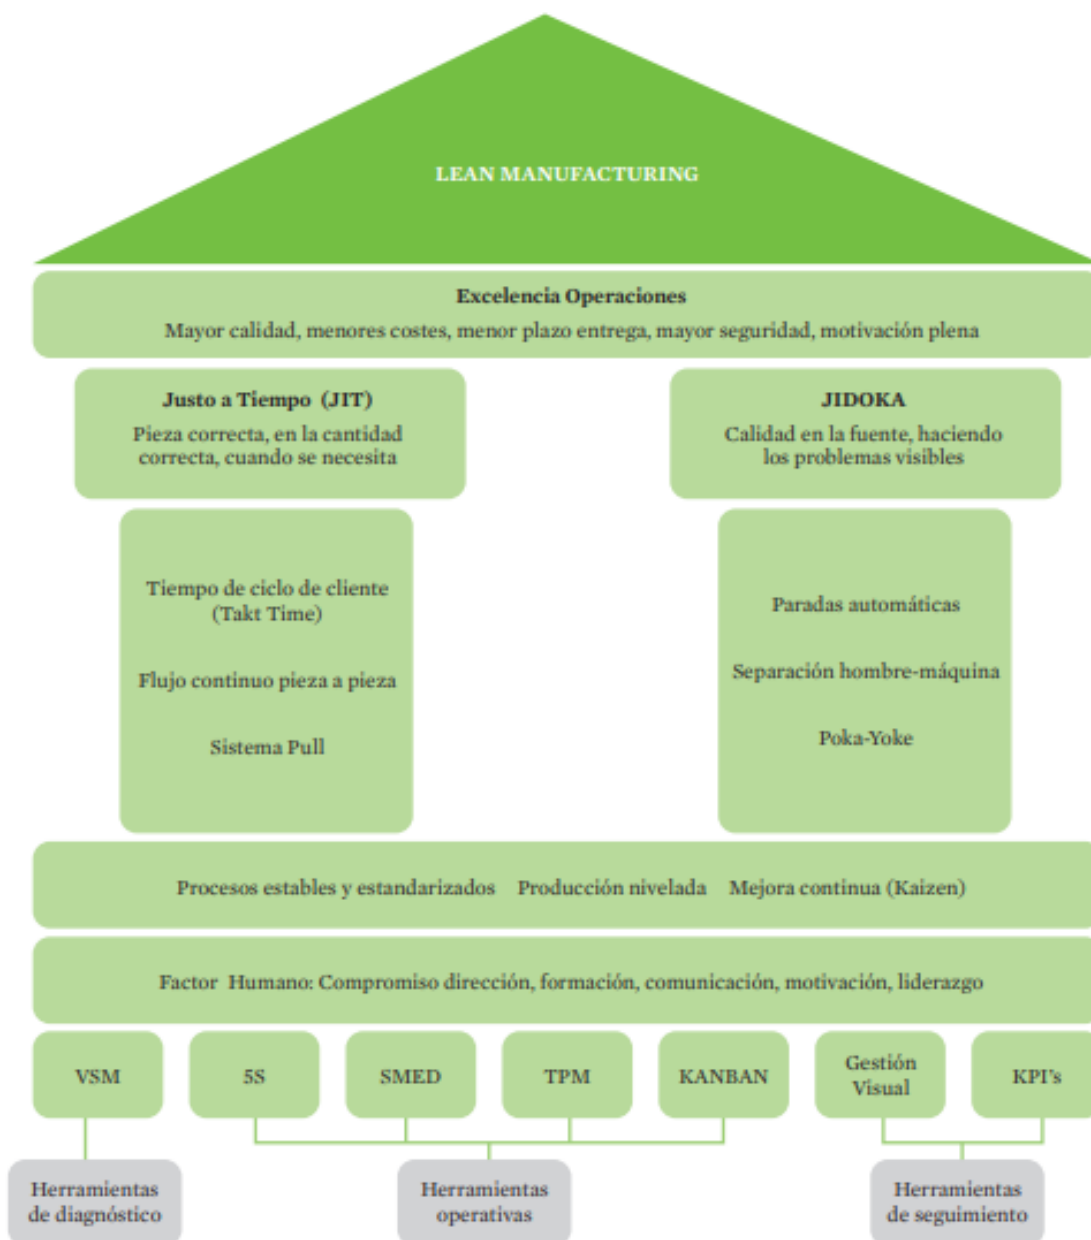 LEAN MANUFACTURING
Excelencia Operaciones
Mayor calidad, menores costes, menor plazo entrega, mayor seguridad, motivación plena
Justo a Tiempo (JIT)
Pieza correcta, en la cantidad
correcta, cuando se necesita
JIDOKA
Calidad en la fuente, haciendo
los problemas visibles
Tiempo de ciclo de cliente
(Takt Time)
Flujo continuo pieza a pieza
Sistema Pull
Paradas automáticas
Separación hombre-máquina
Poka-Yoke
Procesos estables y estandarizados Producción nivelada Mejora continua (Kaizen)
Factor Humano: Compromiso dirección, formación, comunicación, motivación, liderazgo
VSM
5S
SMED
TPM
KANBAN
Gestión
Visual
KPI's
Herramientas
de diagnóstico
Herramientas
operativas
Herramientas
de seguimiento